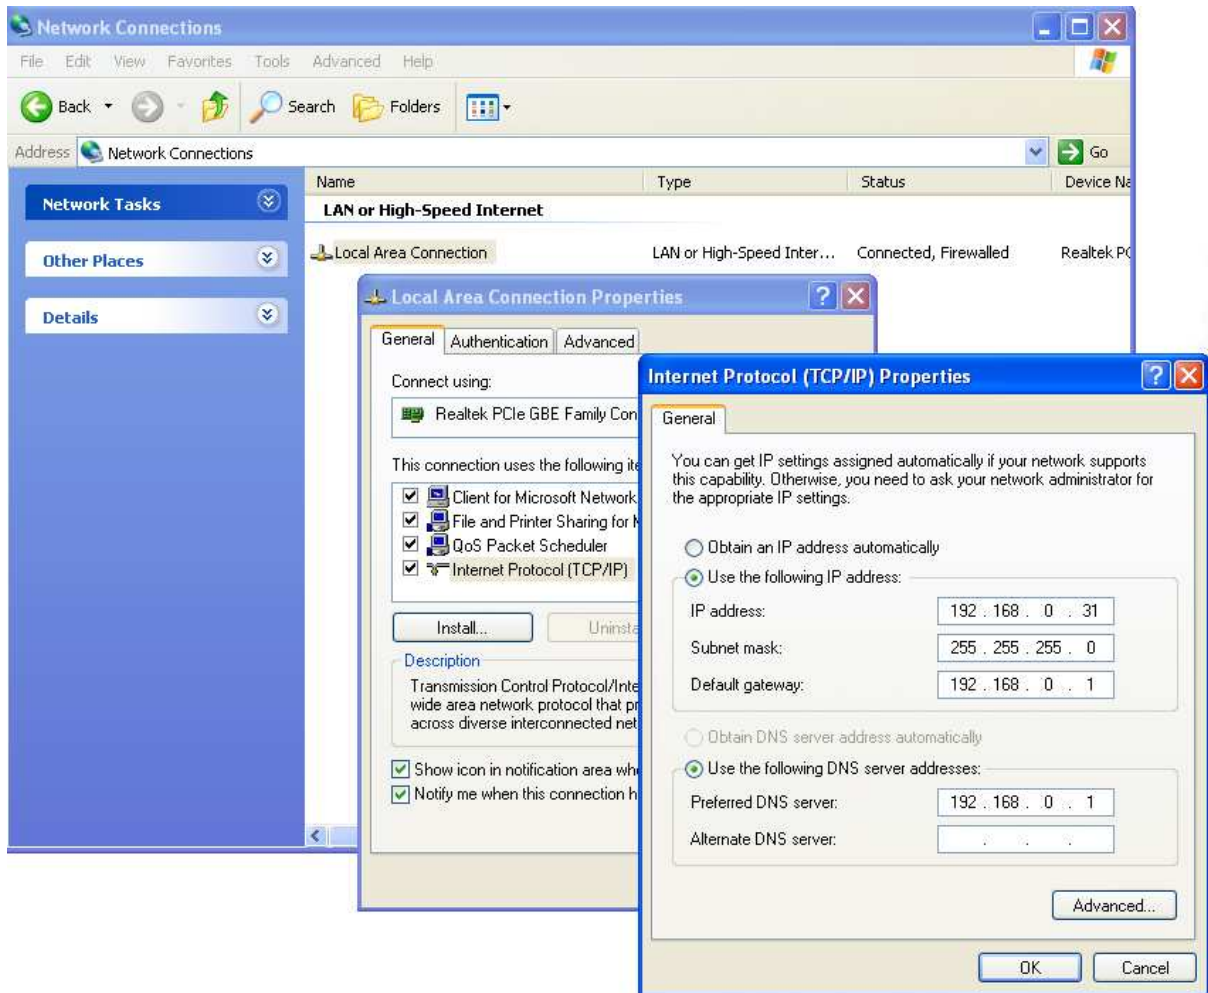 Network Connections
File Edit View Favorites Tools Advanced Help
Back Search Folders
Address Network Connections Go
Name Type Status Device Na
Network Tasks
LAN or High-Speed Internet
Local Area Connection LAN or High-Speed Inter... Connected, Firewalled Realtek PC
Other Places
Details
Local Area Connection Properties
General Authentication Advanced
Connect using:
Realtek PCIe GBE Family Con
This connection uses the following ite
Client for Microsoft Network
File and Printer Sharing for M
QoS Packet Scheduler
Internet Protocol (TCP/IP)
Install... Uninsta
Description
Transmission Control Protocol/Inte
wide area network protocol that pr
across diverse interconnected net
Show icon in notification area whe
Notify me when this connection h
Internet Protocol (TCP/IP) Properties
General
You can get IP settings assigned automatically if your network supports
this capability. Otherwise, you need to ask your network administrator for
the appropriate IP settings.
Obtain an IP address automatically
Use the following IP address:
IP address: 192 . 168 . 0 . 31
Subnet mask: 255 . 255 . 255 . 0
Default gateway: 192 . 168 . 0 . 1
Obtain DNS server address automatically
Use the following DNS server addresses:
Preferred DNS server: 192 . 168 . 0 . 1
Alternate DNS server: . . .
Advanced...
OK Cancel